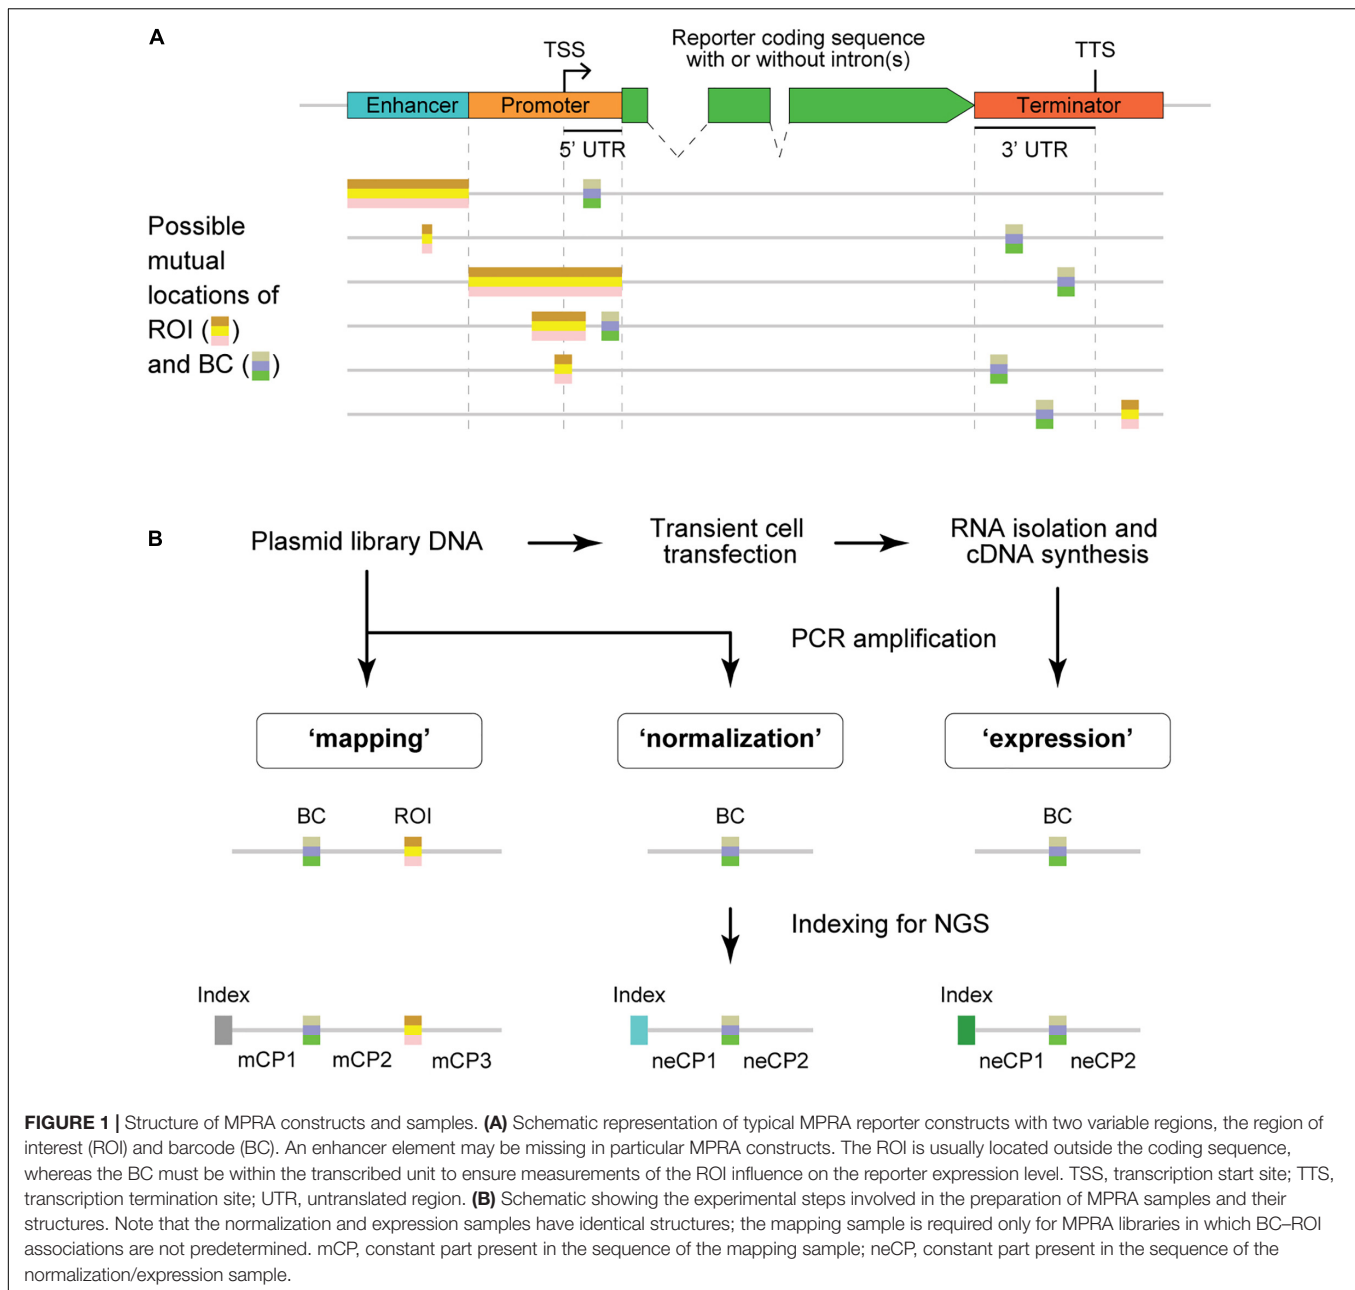 A
TSS
Reporter coding sequence
with or without intron(s)
TTS
Enhancer
Promoter
Terminator
5' UTR
3' UTR
Possible
mutual
locations of
ROI ( )
and BC ( )
B
Plasmid library DNA
Transient cell
transfection
RNA isolation and
cDNA synthesis
PCR amplification
'mapping'
'normalization'
'expression'
BC
ROI
BC
BC
Indexing for NGS
Index
Index
Index
mCP1
mCP2
mCP3
neCP1
neCP2
neCP1
neCP2
FIGURE 1 | Structure of MPRA constructs and samples. (A) Schematic representation of typical MPRA reporter constructs with two variable regions, the region of
interest (ROI) and barcode (BC). An enhancer element may be missing in particular MPRA constructs. The ROI is usually located outside the coding sequence,
whereas the BC must be within the transcribed unit to ensure measurements of the ROI influence on the reporter expression level. TSS, transcription start site; TTS,
transcription termination site; UTR, untranslated region. (B) Schematic showing the experimental steps involved in the preparation of MPRA samples and their
structures. Note that the normalization and expression samples have identical structures; the mapping sample is required only for MPRA libraries in which BC–ROI
associations are not predetermined. mCP, constant part present in the sequence of the mapping sample; neCP, constant part present in the sequence of the
normalization/expression sample.